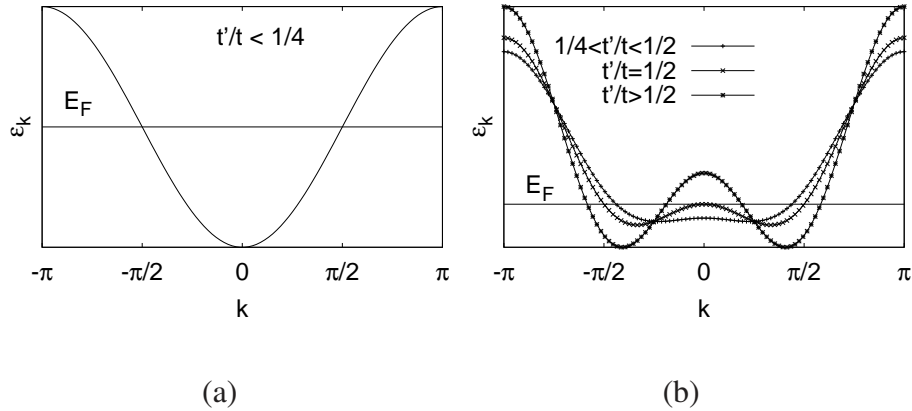 t'/t < 1/4
E_F
ε_k
-π -π/2 0 π/2 π
k
(a)
1/4<t'/t<1/2
t'/t=1/2
t'/t>1/2
E_F
ε_k
-π -π/2 0 π/2 π
k
(b)